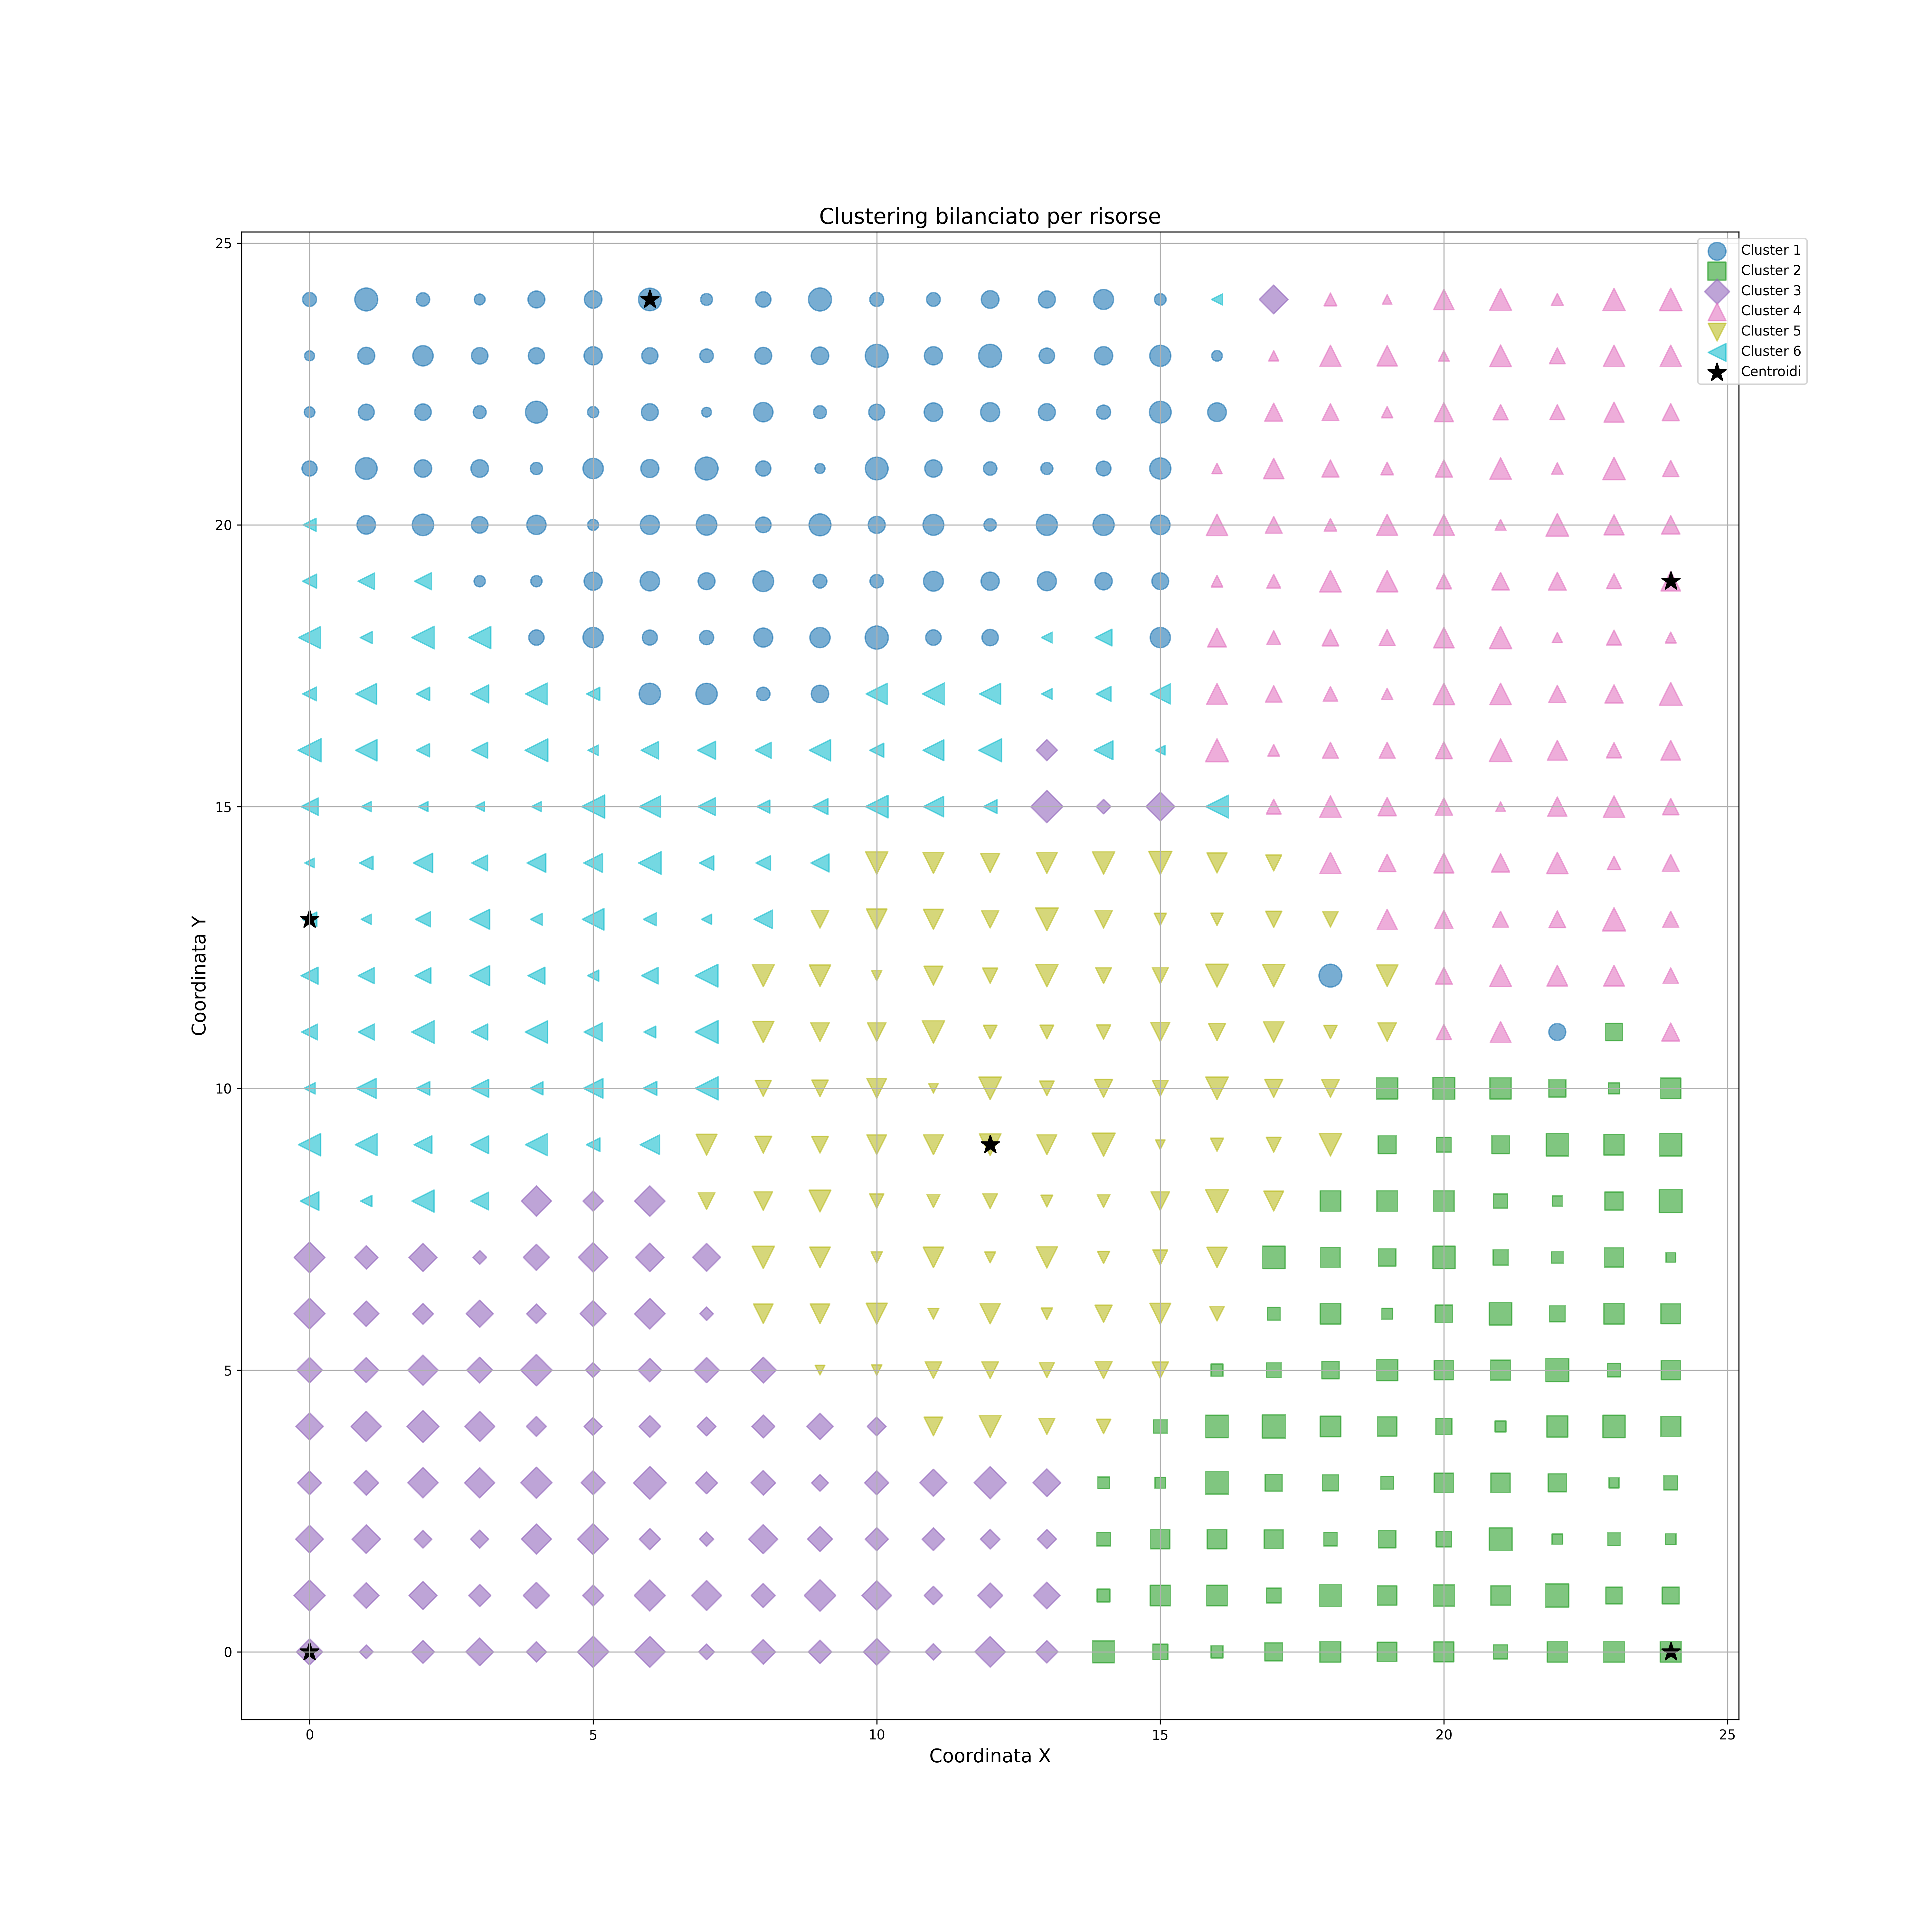 Clustering bilanciato per risorse
Cluster 1
Cluster 2
Cluster 3
Cluster 4
Cluster 5
Cluster 6
Centroidi
Coordinata Y
25
20
15
10
5
0
0 5 10 15 20 25
Coordinata X